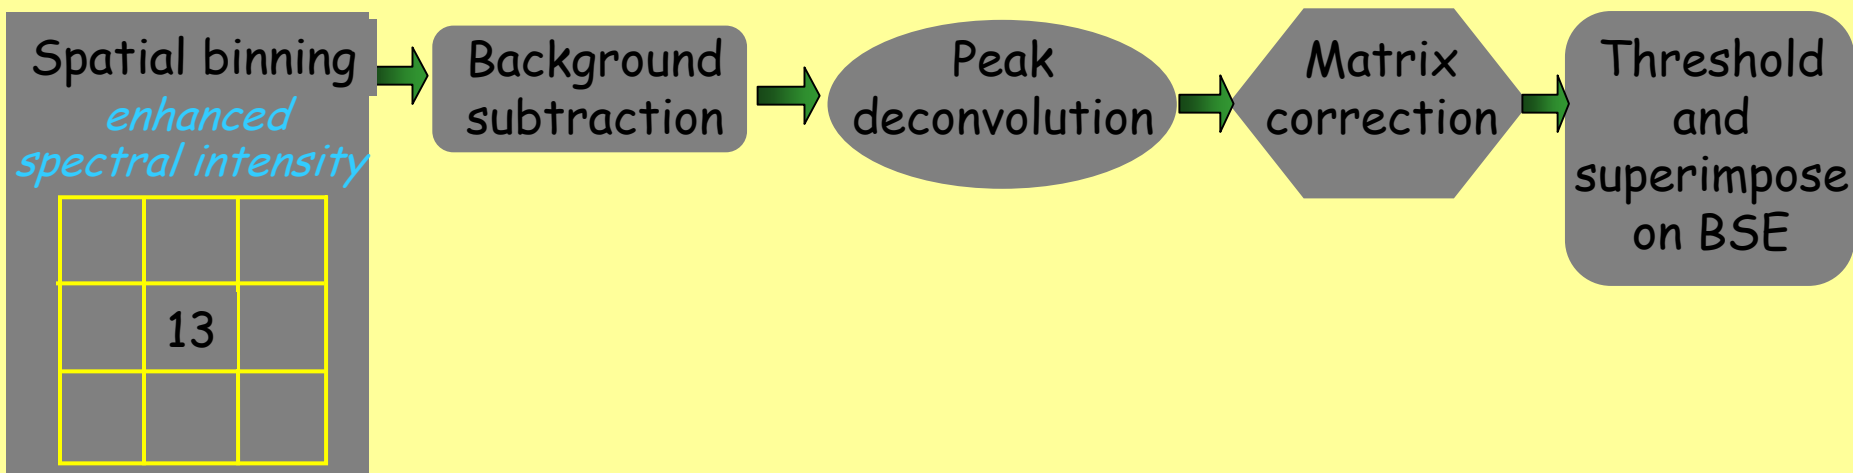 Spatial binning
enhanced
spectral intensity
13
Background
subtraction
Peak
deconvolution
Matrix
correction
Threshold
and
superimpose
on BSE